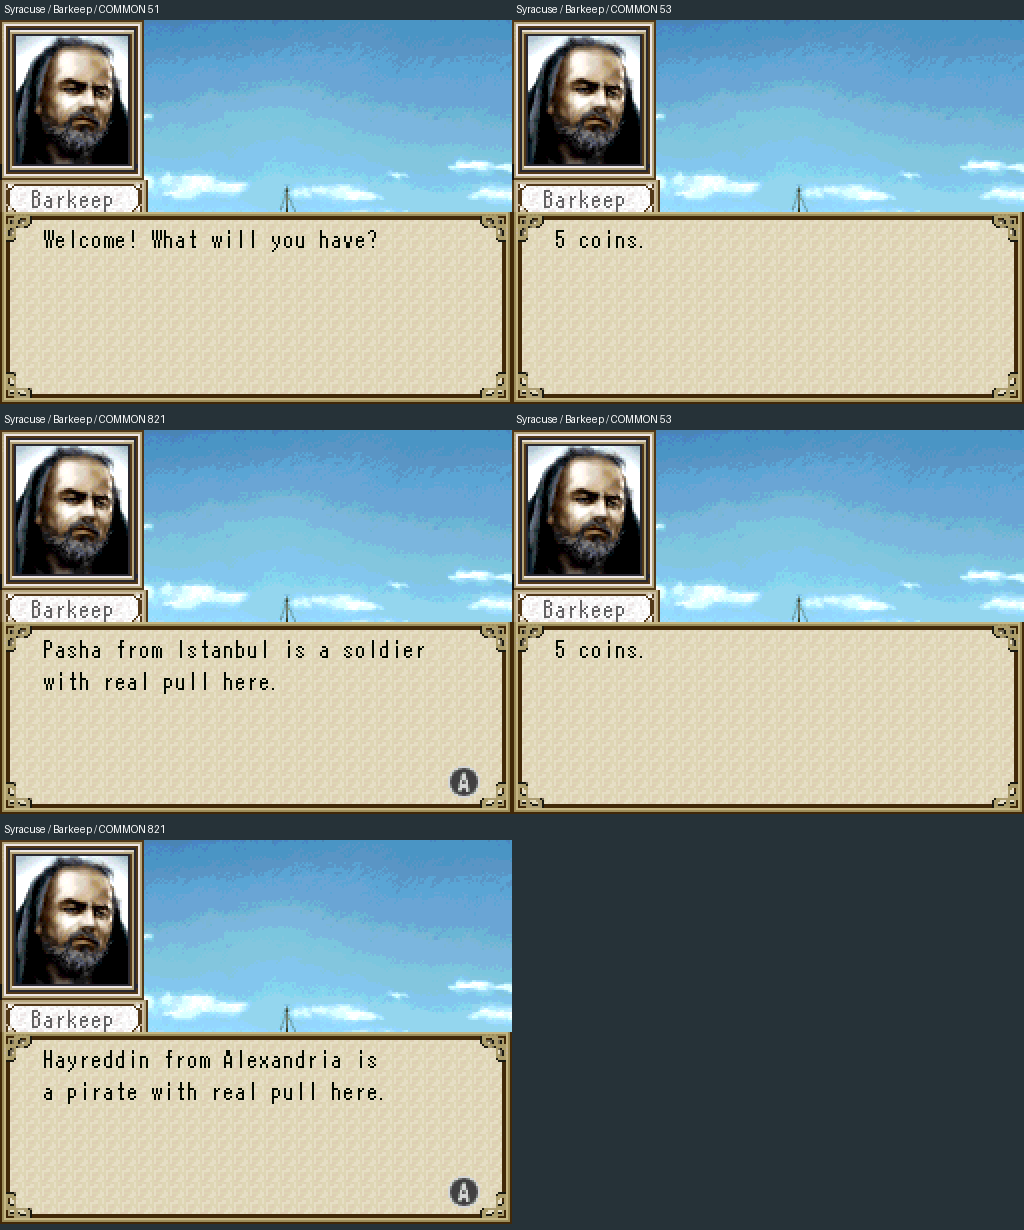 Syracuse / Barkeep / COMMON 51
Barkeep
Welcome! What will you have?
Syracuse / Barkeep / COMMON 53
Barkeep
5 coins.
Syracuse / Barkeep / COMMON 821
Barkeep
Pasha from Istanbul is a soldier
with real pull here.
A
Syracuse / Barkeep / COMMON 53
Barkeep
5 coins.
Syracuse / Barkeep / COMMON 821
Barkeep
Hayreddin from Alexandria is
a pirate with real pull here.
A